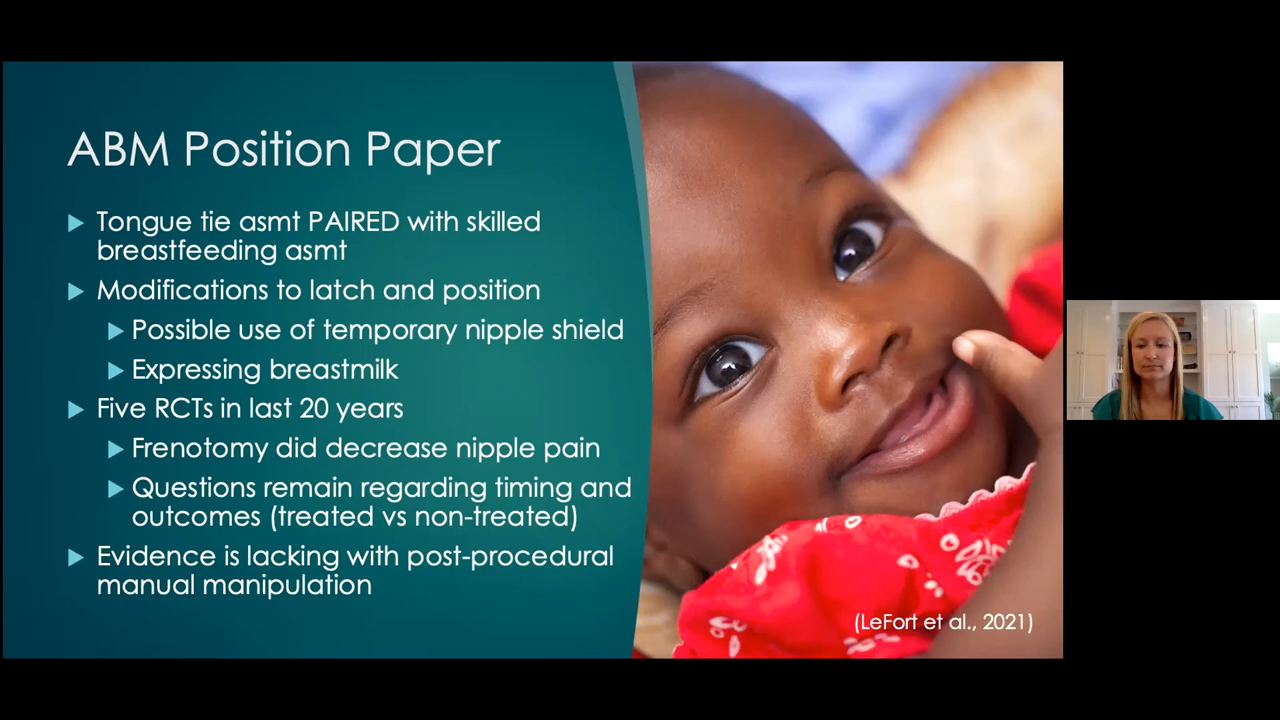 ABM Position Paper
Tongue tie asmt PAIRED with skilled
breastfeeding asmt
Modifications to latch and position
Possible use of temporary nipple shield
Expressing breastmilk
Five RCTs in last 20 years
Frenotomy did decrease nipple pain
Questions remain regarding timing and
outcomes (treated vs non-treated)
Evidence is lacking with post-procedural
manual manipulation
(LeFort et al., 2021)